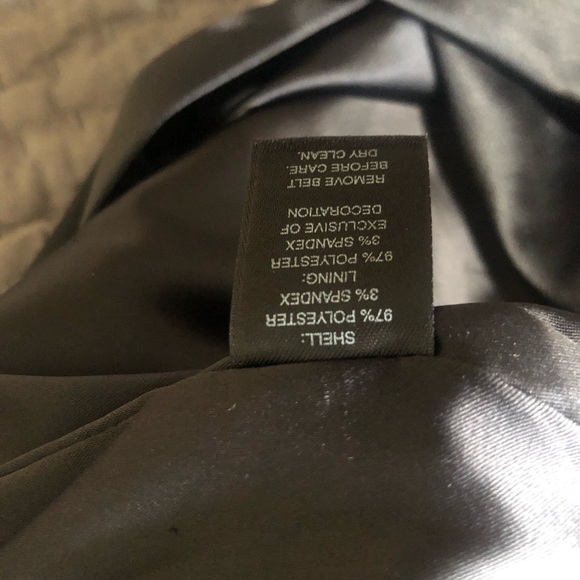 SHELL:
97% POLYESTER
3% SPANDEX
LINING:
97% POLYESTER
3% SPANDEX
EXCLUSIVE OF
DECORATION
REMOVE BELT
BEFORE CARE.
DRY CLEAN.